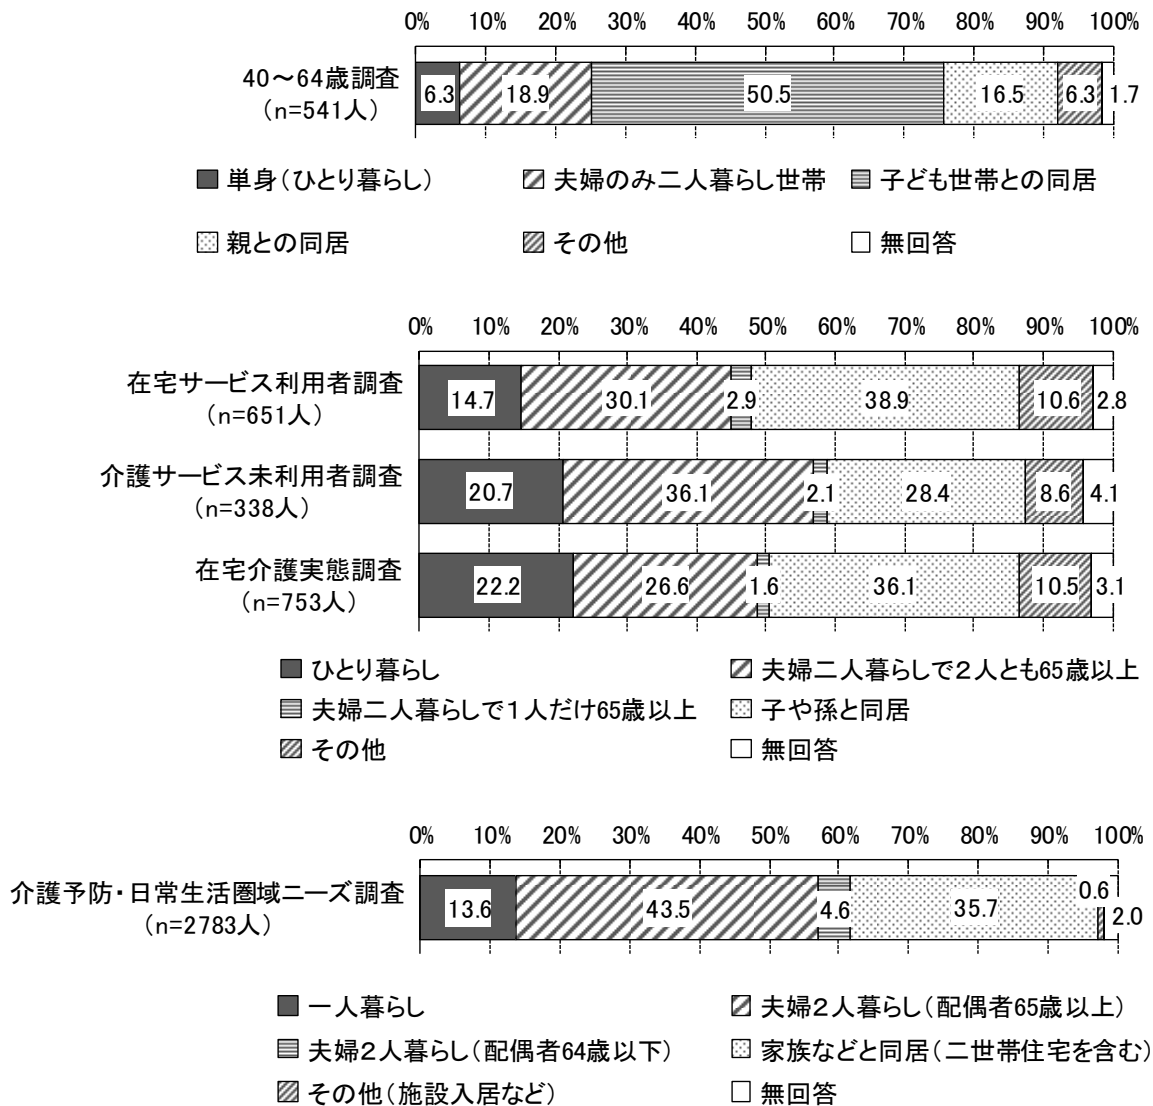 0% 10% 20% 30% 40% 50% 60% 70% 80% 90% 100%
40～64歳調査
（n=541人）
6.3 18.9 50.5 16.5 6.3 1.7
単身（ひとり暮らし） 夫婦のみ二人暮らし世帯 子ども世帯との同居
親との同居 その他 無回答
0% 10% 20% 30% 40% 50% 60% 70% 80% 90% 100%
在宅サービス利用者調査
（n=651人）
14.7 30.1 2.9 38.9 10.6 2.8
介護サービス未利用者調査
（n=338人）
20.7 36.1 2.1 28.4 8.6 4.1
在宅介護実態調査
（n=753人）
22.2 26.6 1.6 36.1 10.5 3.1
ひとり暮らし 夫婦二人暮らしで２人とも65歳以上
夫婦二人暮らしで１人だけ65歳以上 子や孫と同居
その他 無回答
0% 10% 20% 30% 40% 50% 60% 70% 80% 90% 100%
介護予防・日常生活圏域ニーズ調査
（n=2783人）
13.6 43.5 4.6 35.7 0.6 2.0
一人暮らし 夫婦２人暮らし（配偶者65歳以上）
夫婦２人暮らし（配偶者64歳以下） 家族などと同居（二世帯住宅を含む）
その他（施設入居など） 無回答